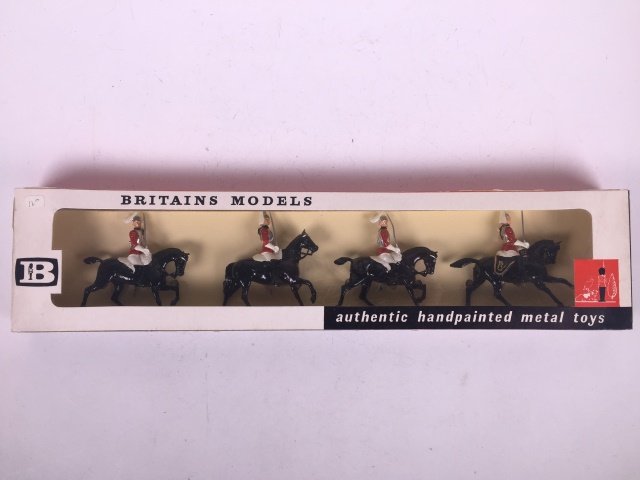 BRITAINS MODELS
B
authentic handpainted metal toys